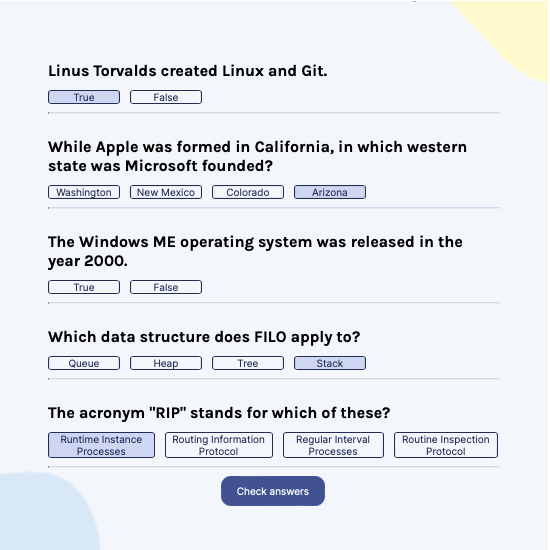 Linus Torvalds created Linux and Git.
True False
While Apple was formed in California, in which western
state was Microsoft founded?
Washington New Mexico Colorado Arizona
The Windows ME operating system was released in the
year 2000.
True False
Which data structure does FILO apply to?
Queue Heap Tree Stack
The acronym "RIP" stands for which of these?
Runtime Instance Routing Information Regular Interval Routine Inspection
Processes Protocol Processes Protocol
Check answers